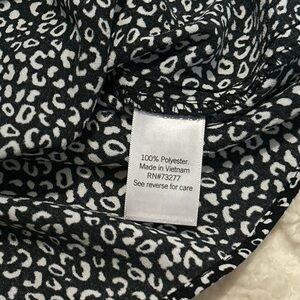 100% Polyester.
Made in Vietnam
RN#73277
See reverse for care